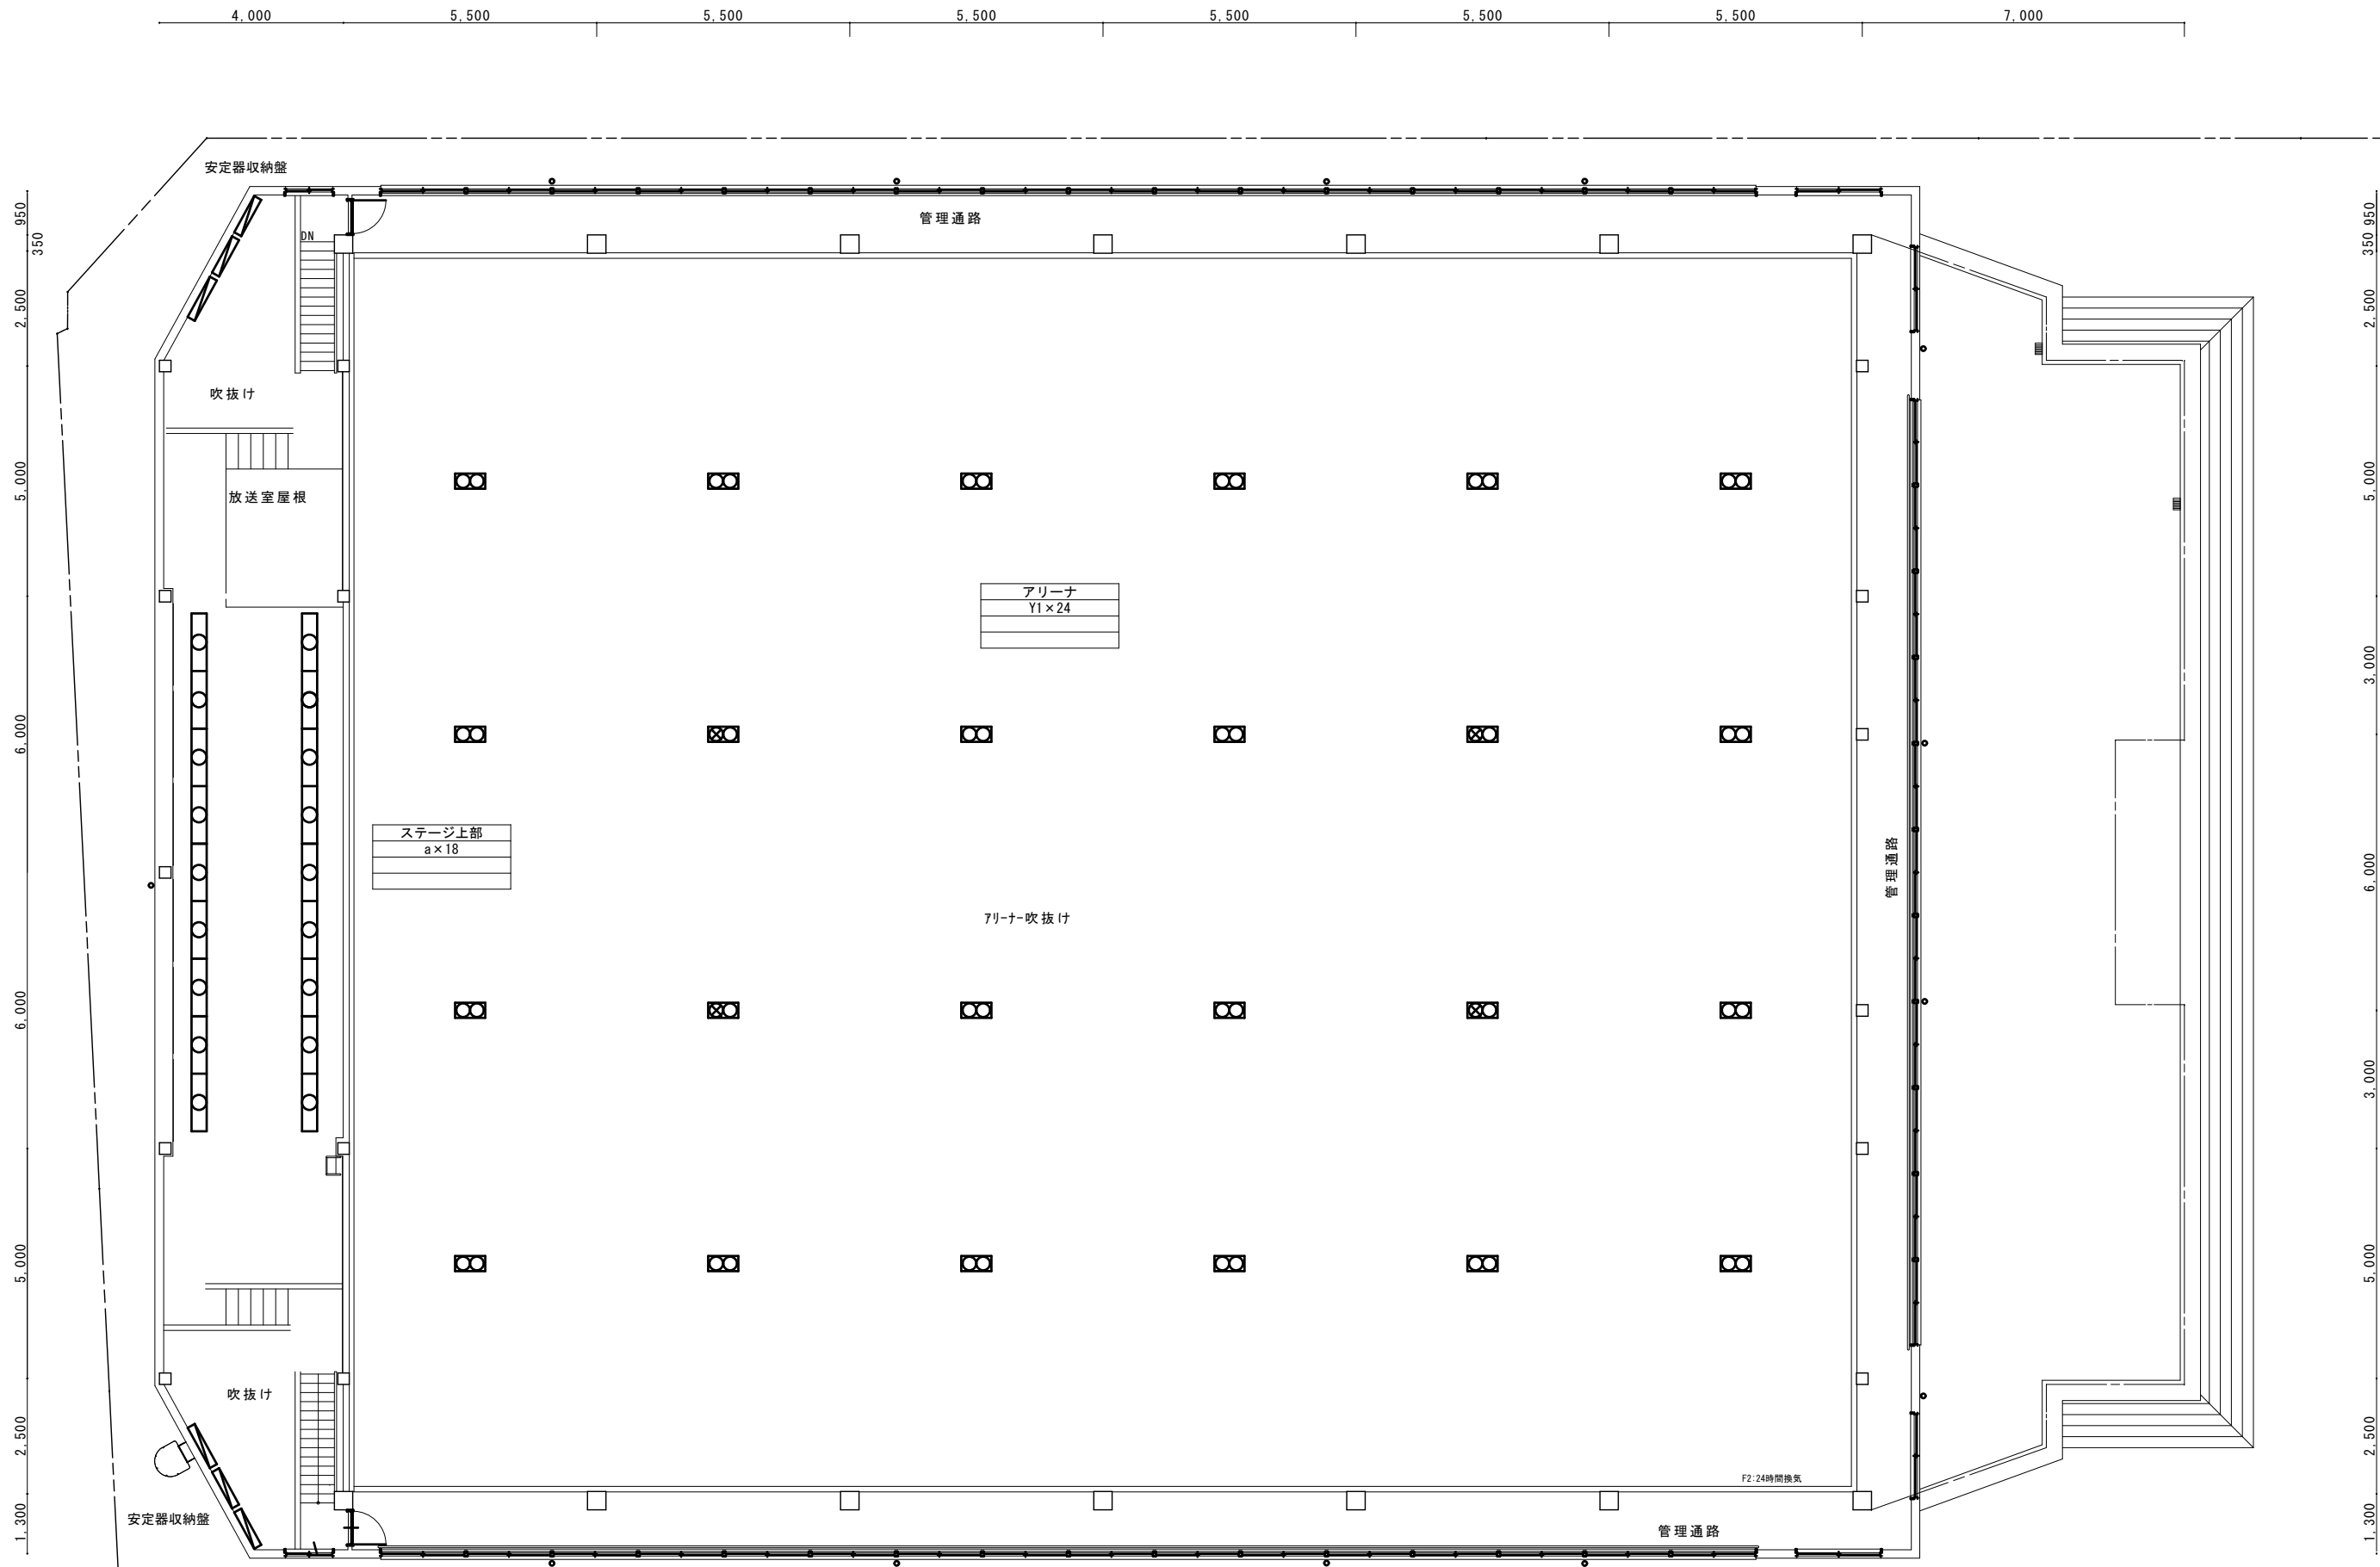 4,000 5,500 5,500 5,500 5,500 5,500 5,500 7,000
安定器収納盤
管理通路
950
350
2,500
5,000
6,000
6,000
5,000
2,500
1,300
DN
吹抜け
放送室屋根
アリーナ
Y1×24
ステージ上部
a×18
ｱﾘｰﾅｰ吹抜け
管理通路
吹抜け
F2:24時間換気
安定器収納盤
管理通路
950
350
2,500
5,000
3,000
6,000
3,000
5,000
2,500
1,300